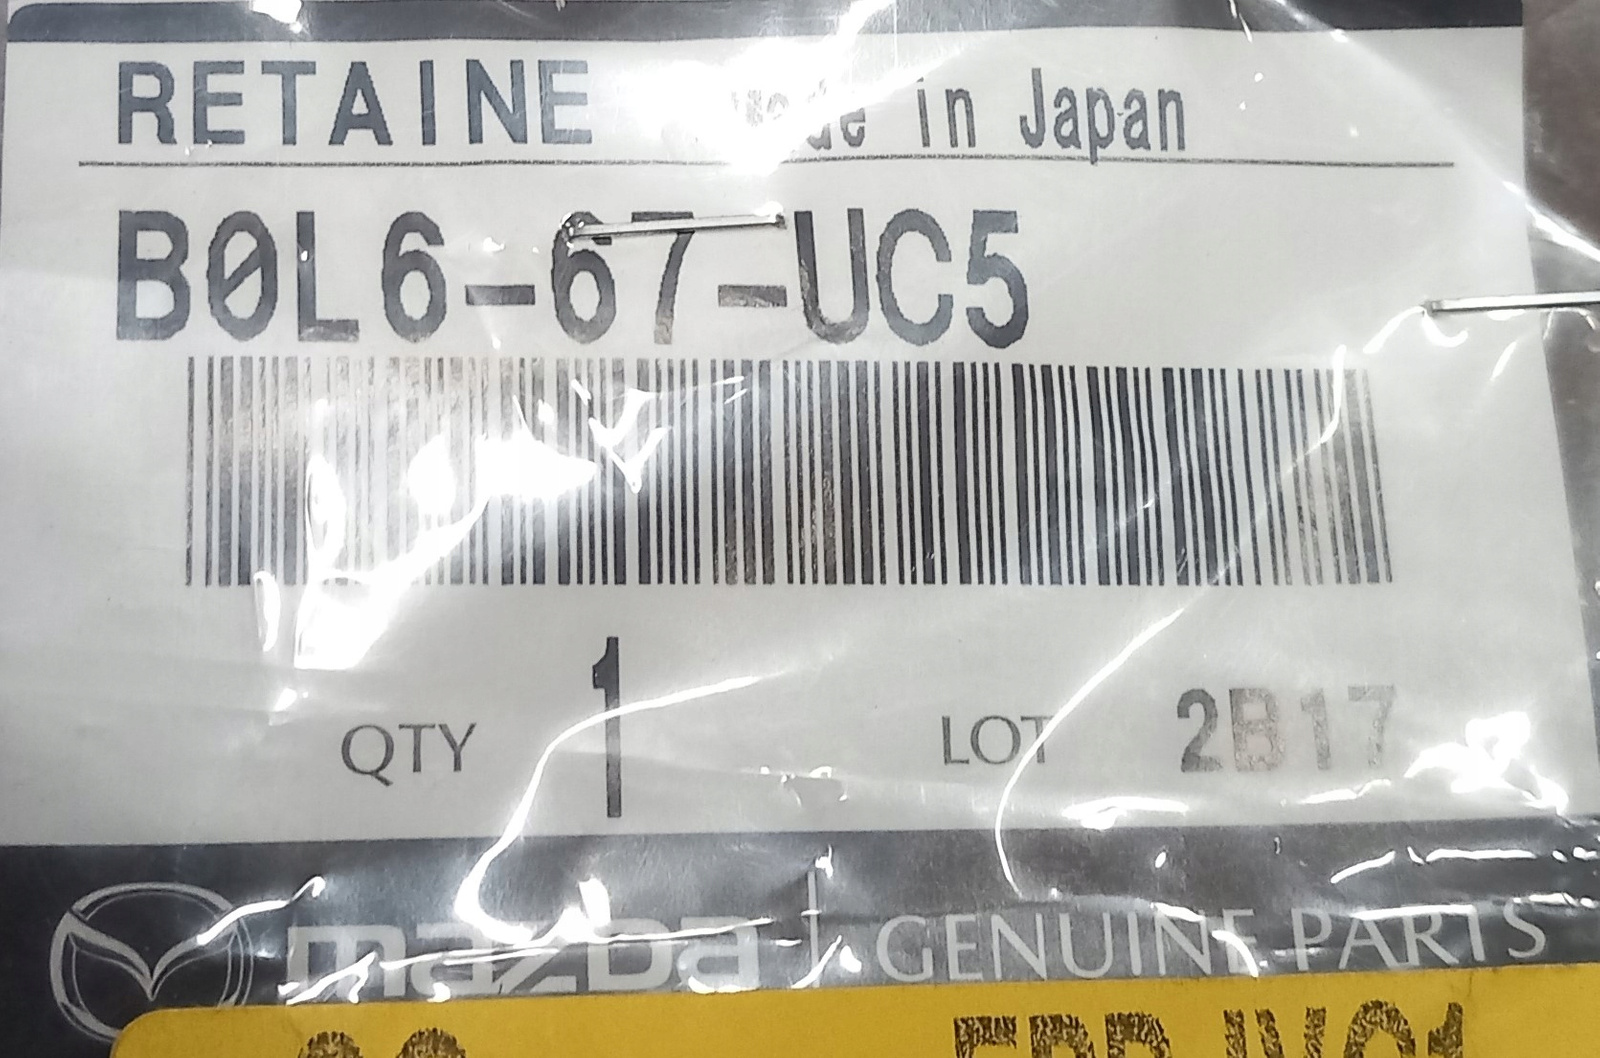 RETAINE Made in Japan
B0L6-67-UC5
QTY 1 LOT 2B17
mazDa GENUINE PARTS